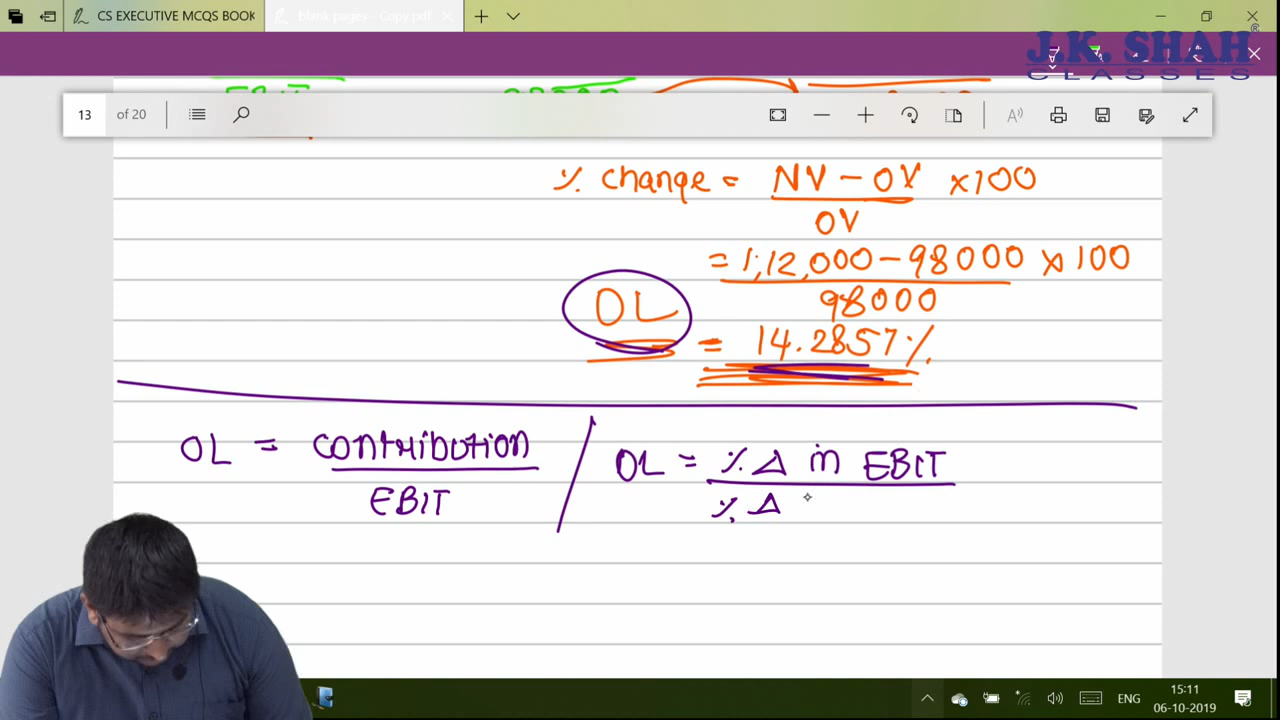 CS EXECUTIVE MCQS BOOK
blank pages - Copy.pdf
J.K. SHAH®
CLASSES
13 of 20
% change = NV - OV x100
OV
= 1,12,000 - 98000 x 100
98000
OL
= 14.2857%
OL = contribution / OL = % Δ in EBIT
EBIT
% Δ
ENG
15:11
06-10-2019